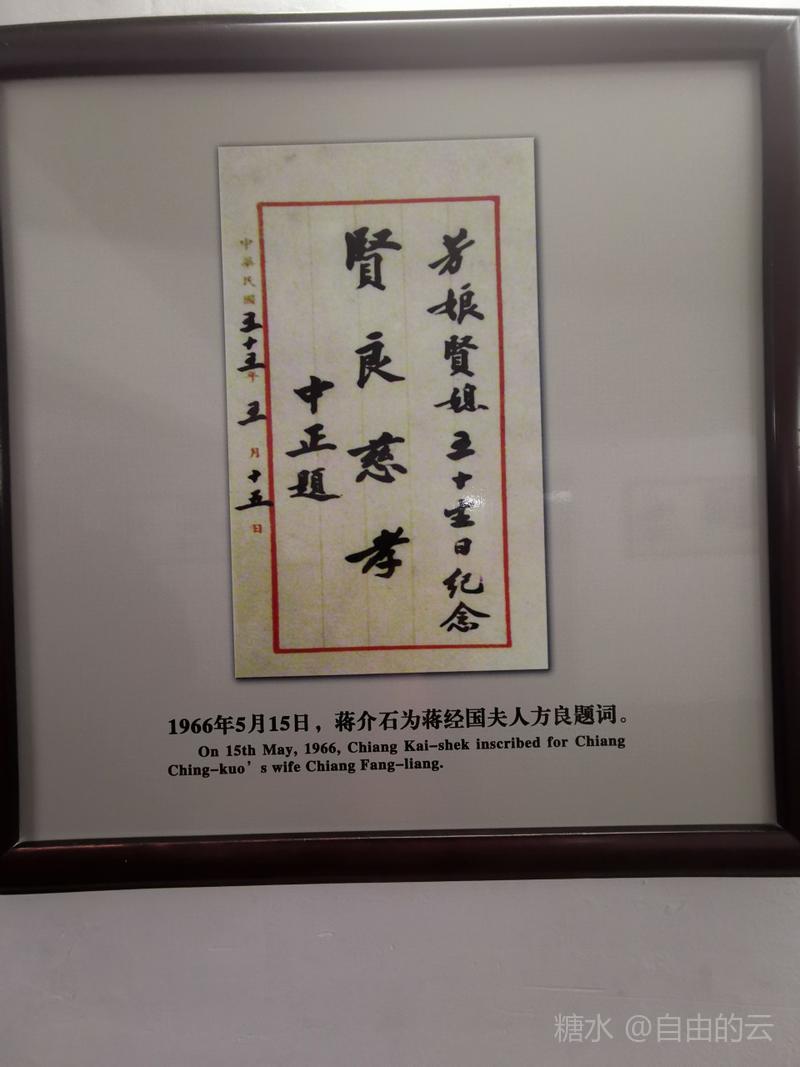 芳娘賢媳五十生日紀念
賢良慈孝
中正題
中華民國五十五年五月十五日
1966年5月15日，蒋介石为蒋经国夫人方良题词。
On 15th May, 1966, Chiang Kai-shek inscribed for Chiang
Ching-kuo's wife Chiang Fang-liang.
糖水 @自由的云